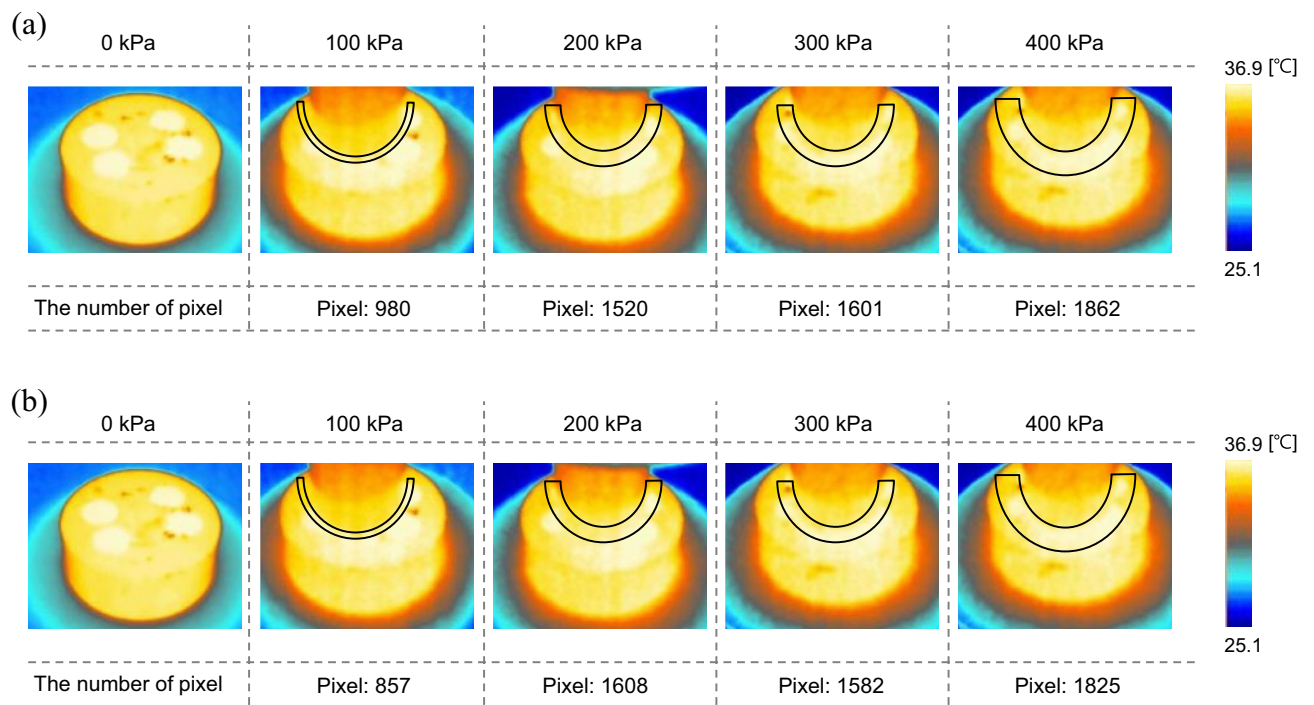 (a)
0 kPa 100 kPa 200 kPa 300 kPa 400 kPa
36.9 [℃]
25.1
The number of pixel Pixel: 980 Pixel: 1520 Pixel: 1601 Pixel: 1862
(b)
0 kPa 100 kPa 200 kPa 300 kPa 400 kPa
36.9 [℃]
25.1
The number of pixel Pixel: 857 Pixel: 1608 Pixel: 1582 Pixel: 1825